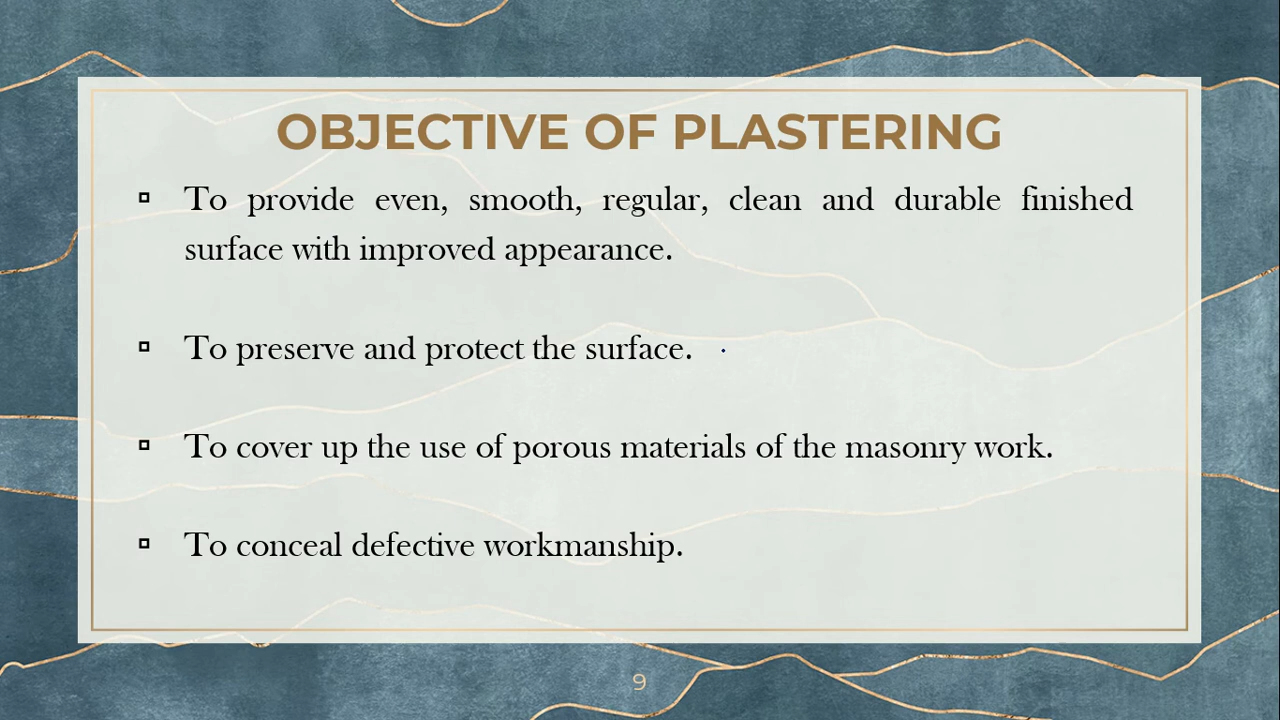 OBJECTIVE OF PLASTERING
▫ To provide even, smooth, regular, clean and durable finished
surface with improved appearance.
▫ To preserve and protect the surface. ·
▫ To cover up the use of porous materials of the masonry work.
▫ To conceal defective workmanship.
9